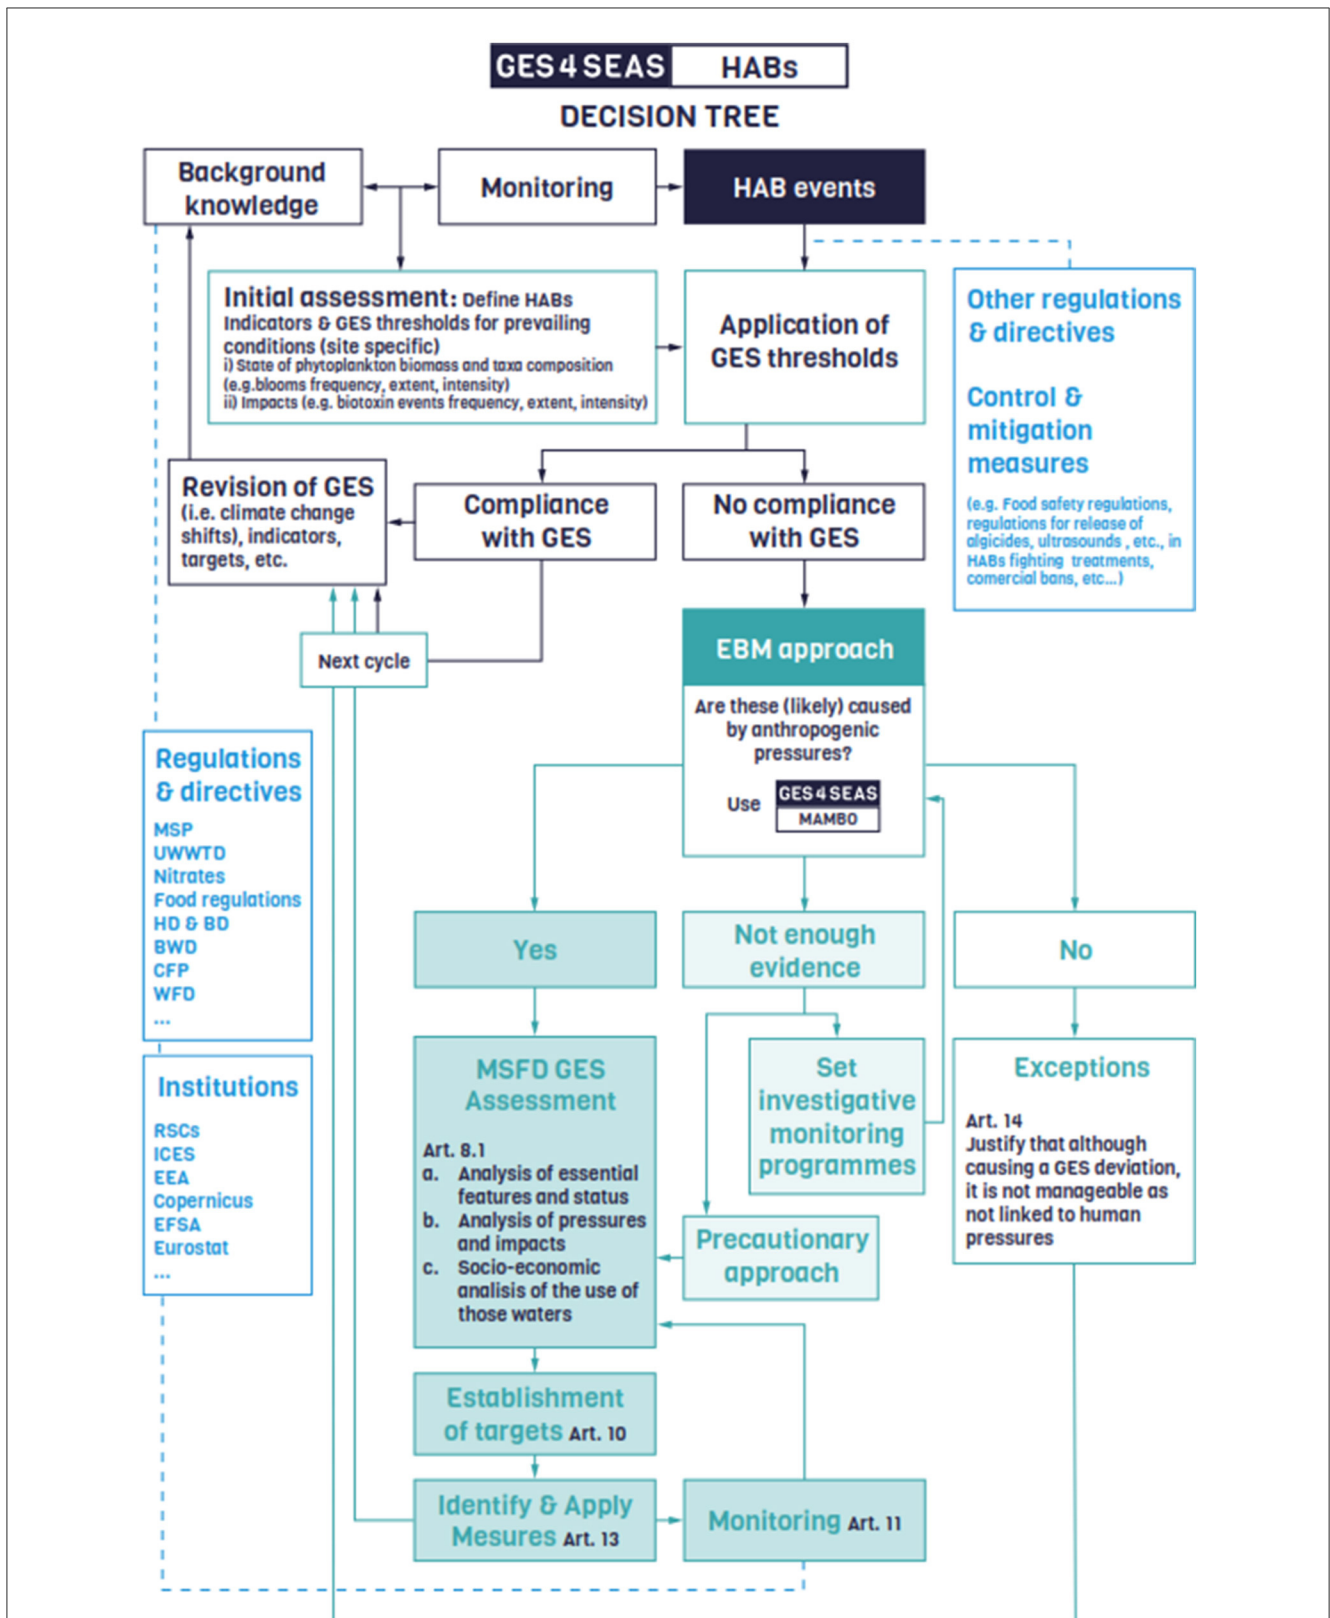 GES4SEAS HABs
DECISION TREE
Background
knowledge
Monitoring
HAB events
Initial assessment: Define HABs
Indicators & GES thresholds for prevailing
conditions (site specific)
i) State of phytoplankton biomass and taxa composition
(e.g.blooms frequency, extent, intensity)
ii) Impacts (e.g. biotoxin events frequency, extent, intensity)
Application of
GES thresholds
Other regulations
& directives
Control &
mitigation
measures
(e.g. Food safety regulations,
regulations for release of
algicides, ultrasounds , etc., in
HABs fighting treatments,
comercial bans, etc...)
Revision of GES
(i.e. climate change
shifts), indicators,
targets, etc.
Compliance
with GES
No compliance
with GES
Next cycle
EBM approach
Are these (likely) caused
by anthropogenic
pressures?
Use
GES4SEAS
MAMBO
Regulations
& directives
MSP
UWWTD
Nitrates
Food regulations
HD & BD
BWD
CFP
WFD
...
Yes
Not enough
evidence
No
Institutions
RSCs
ICES
EEA
Copernicus
EFSA
Eurostat
...
MSFD GES
Assessment
Art. 8.1
a. Analysis of essential
features and status
b. Analysis of pressures
and impacts
c. Socio-economic
analisis of the use of
those waters
Set
investigative
monitoring
programmes
Precautionary
approach
Exceptions
Art. 14
Justify that although
causing a GES deviation,
it is not manageable as
not linked to human
pressures
Establishment
of targets Art. 10
Identify & Apply
Mesures Art. 13
Monitoring Art. 11